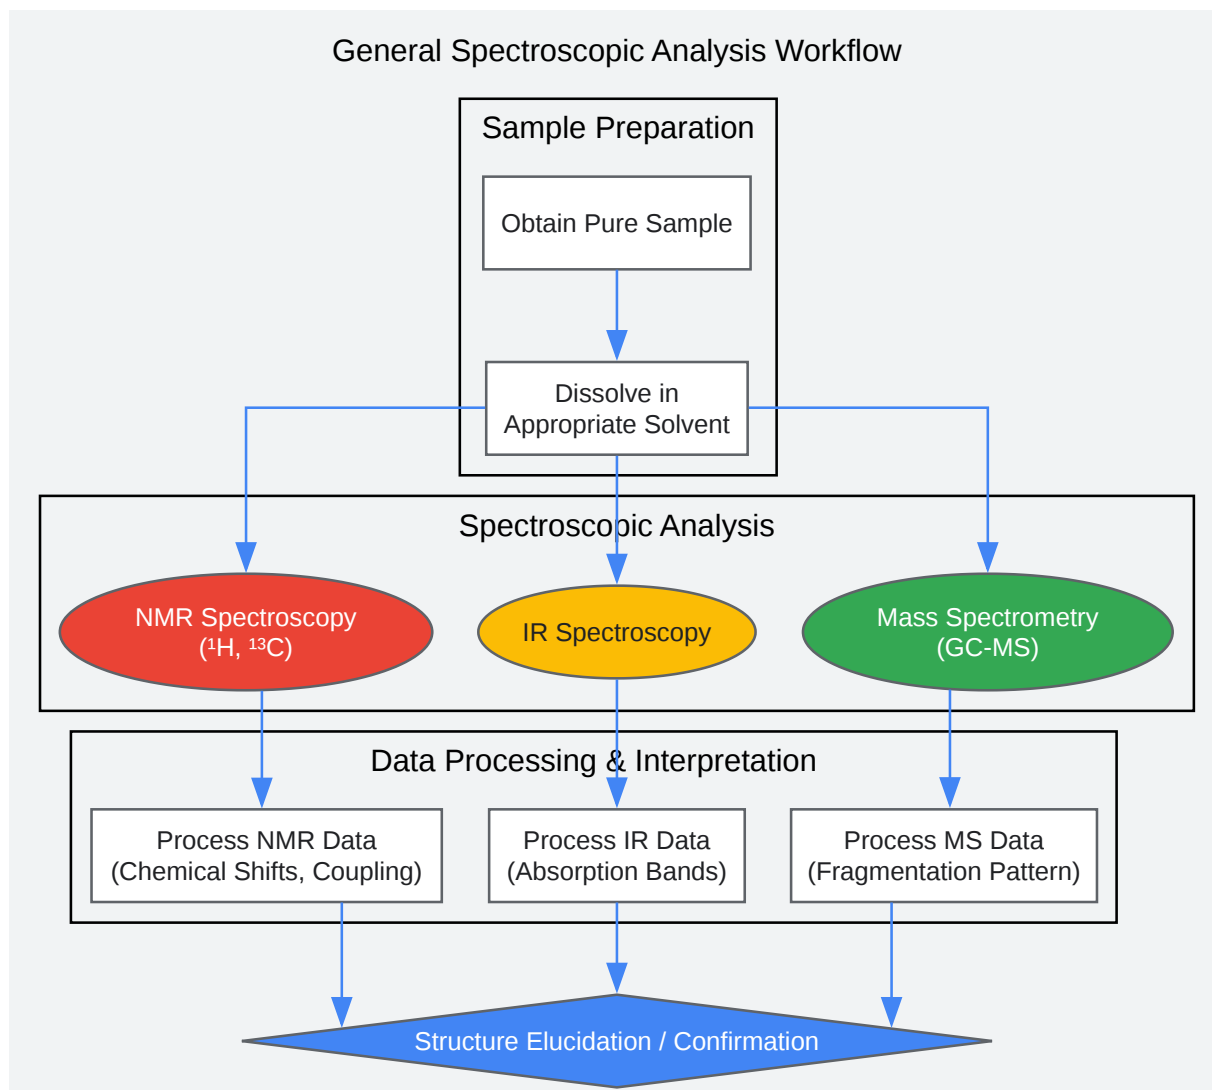 General Spectroscopic Analysis Workflow
Sample Preparation
Obtain Pure Sample
Dissolve in
Appropriate Solvent
Spectroscopic Analysis
NMR Spectroscopy
(¹H, ¹³C)
IR Spectroscopy
Mass Spectrometry
(GC-MS)
Data Processing & Interpretation
Process NMR Data
(Chemical Shifts, Coupling)
Process IR Data
(Absorption Bands)
Process MS Data
(Fragmentation Pattern)
Structure Elucidation / Confirmation